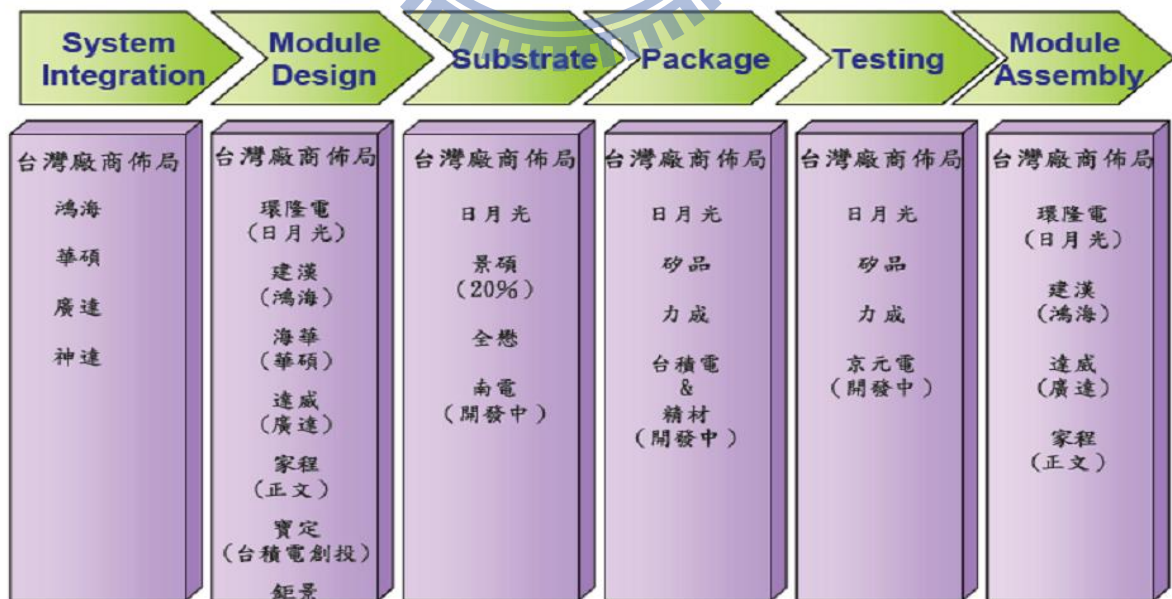 System
Integration
Module
Design
Substrate
Package
Testing
Module
Assembly
台灣廠商佈局
鴻海
華碩
廣達
神達
台灣廠商佈局
環隆電
(日月光)
建漢
(鴻海)
海華
(華碩)
達威
(廣達)
家程
(正文)
寶定
(台積電創投)
鉅景
台灣廠商佈局
日月光
景碩
(20%)
全懋
南電
(開發中)
台灣廠商佈局
日月光
矽品
力成
台積電
&
精材
(開發中)
台灣廠商佈局
日月光
矽品
力成
京元電
(開發中)
台灣廠商佈局
環隆電
(日月光)
建漢
(鴻海)
達威
(廣達)
家程
(正文)